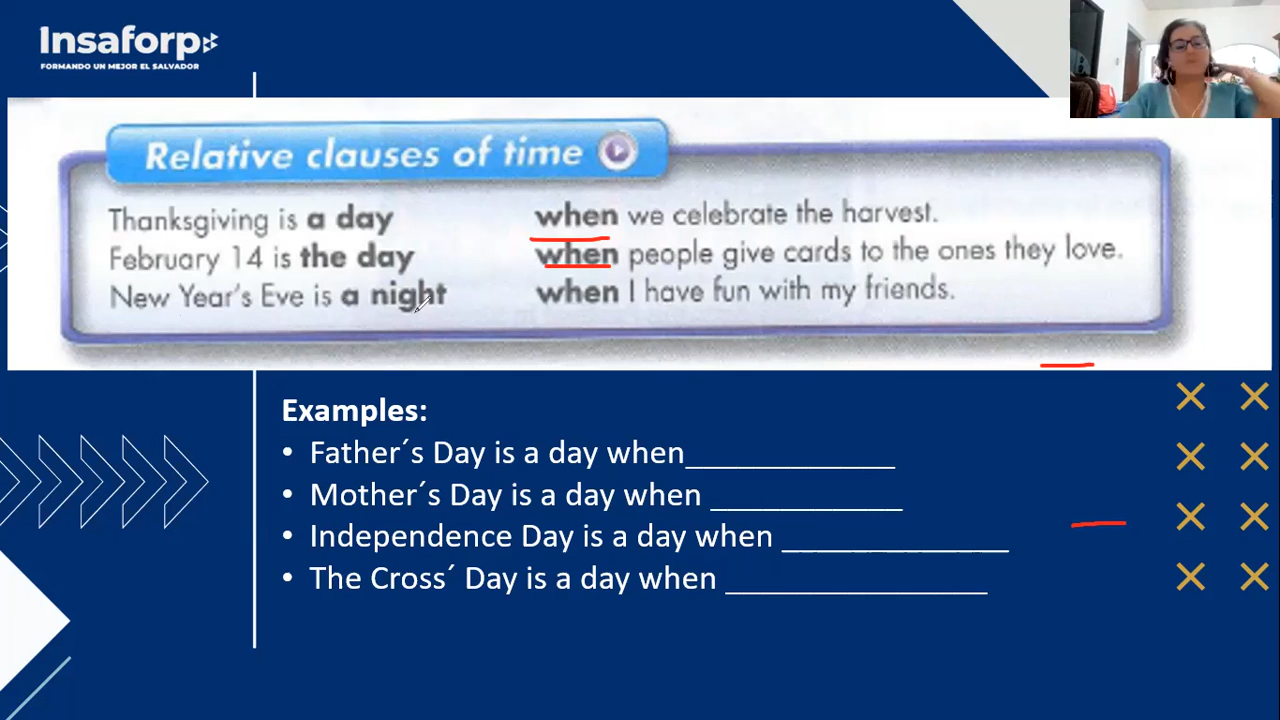 Insaforp
FORMANDO UN MEJOR EL SALVADOR
Relative clauses of time
Thanksgiving is a day when we celebrate the harvest.
February 14 is the day when people give cards to the ones they love.
New Year's Eve is a night when I have fun with my friends.
Examples:
• Father´s Day is a day when_____________
• Mother´s Day is a day when ____________
• Independence Day is a day when ______________
• The Cross´ Day is a day when ________________